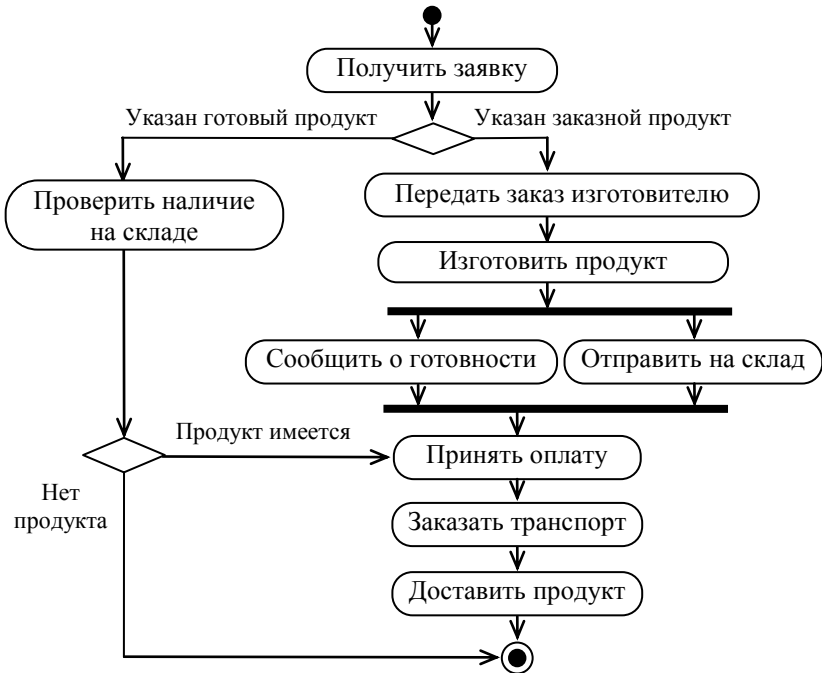 Получить заявку
Указан готовый продукт
Указан заказной продукт
Проверить наличие
на складе
Передать заказ изготовителю
Изготовить продукт
Сообщить о готовности
Отправить на склад
Продукт имеется
Принять оплату
Нет
продукта
Заказать транспорт
Доставить продукт